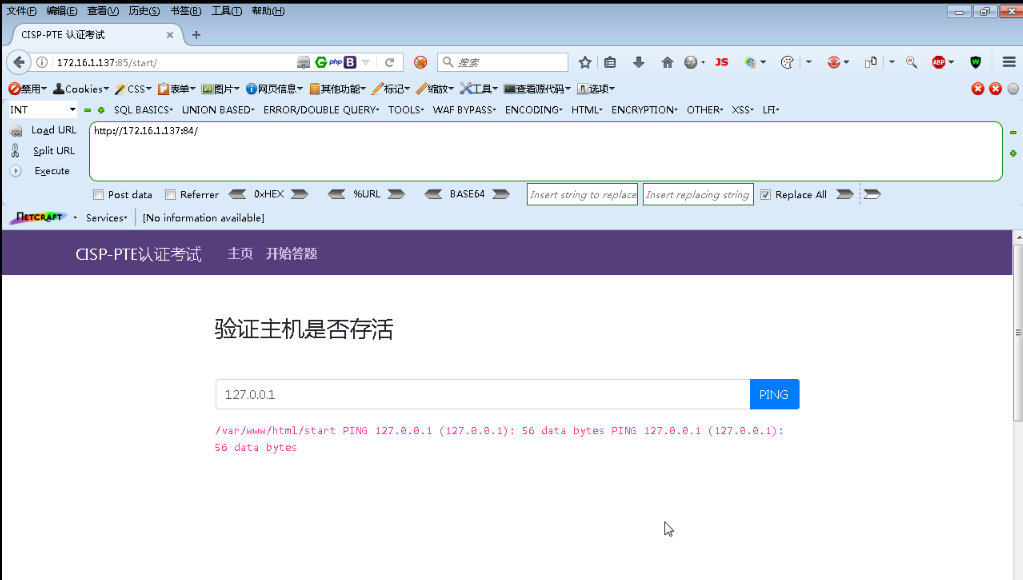 文件(F) 编辑(E) 查看(V) 历史(S) 书签(B) 工具(T) 帮助(H)
CISP-PTE 认证考试
172.16.1.137:85/start/
php B 搜索 JS ABP W
禁用 Cookies CSS 表单 图片 网页信息 其他功能 标记 缩放 工具 查看源代码 选项
INT SQL BASICS UNION BASED ERROR/DOUBLE QUERY TOOLS WAF BYPASS ENCODING HTML ENCRYPTION OTHER XSS LFI
Load URL http://172.16.1.137:84/
Split URL
Execute
Post data Referrer 0xHEX %URL BASE64 Insert string to replace Insert replacing string Replace All
NETCRAFT Services [No information available]
CISP-PTE认证考试 主页 开始答题
验证主机是否存活
127.0.0.1 PING
/var/www/html/start PING 127.0.0.1 (127.0.0.1): 56 data bytes PING 127.0.0.1 (127.0.0.1):
56 data bytes